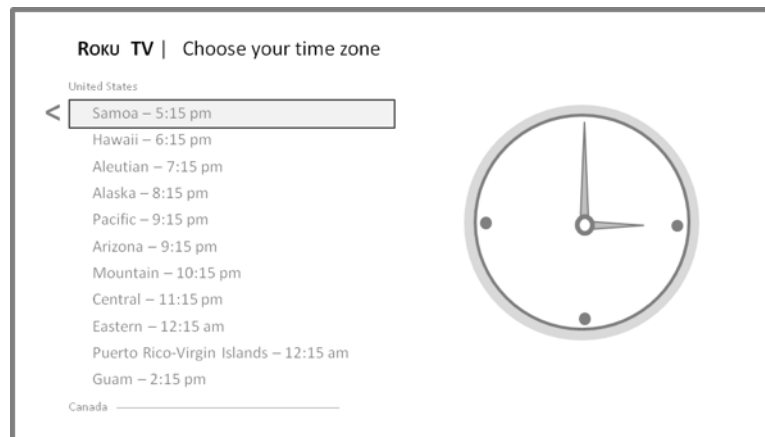 Roku TV | Choose your time zone
United States
<
Samoa – 5:15 pm
Hawaii – 6:15 pm
Aleutian – 7:15 pm
Alaska – 8:15 pm
Pacific – 9:15 pm
Arizona – 9:15 pm
Mountain – 10:15 pm
Central – 11:15 pm
Eastern – 12:15 am
Puerto Rico-Virgin Islands – 12:15 am
Guam – 2:15 pm
Canada